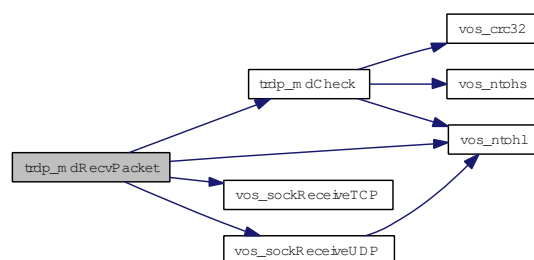 vos_crc32
trdp_mdCheck
vos_ntohs
vos_ntohl
trdp_mdRecvPacket
vos_sockReceiveTCP
vos_sockReceiveUDP